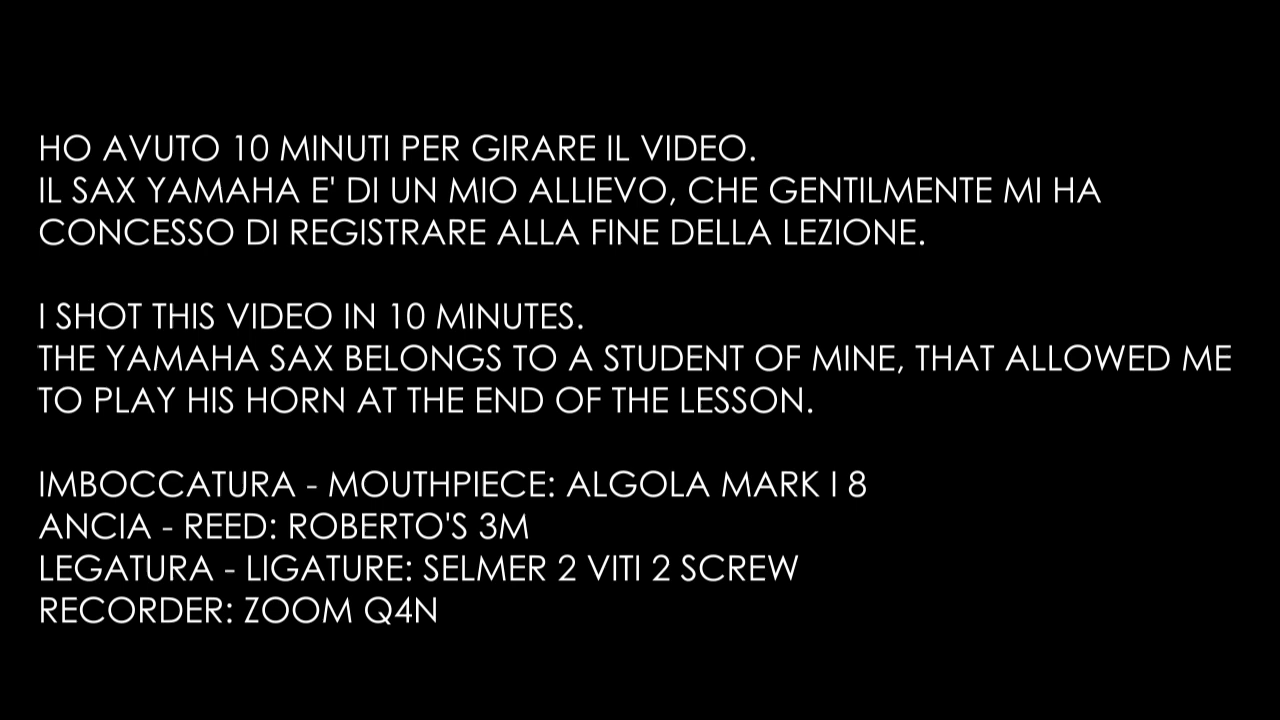 HO AVUTO 10 MINUTI PER GIRARE IL VIDEO.
IL SAX YAMAHA E' DI UN MIO ALLIEVO, CHE GENTILMENTE MI HA
CONCESSO DI REGISTRARE ALLA FINE DELLA LEZIONE.
I SHOT THIS VIDEO IN 10 MINUTES.
THE YAMAHA SAX BELONGS TO A STUDENT OF MINE, THAT ALLOWED ME
TO PLAY HIS HORN AT THE END OF THE LESSON.
IMBOCCATURA - MOUTHPIECE: ALGOLA MARK I 8
ANCIA - REED: ROBERTO'S 3M
LEGATURA - LIGATURE: SELMER 2 VITI 2 SCREW
RECORDER: ZOOM Q4N